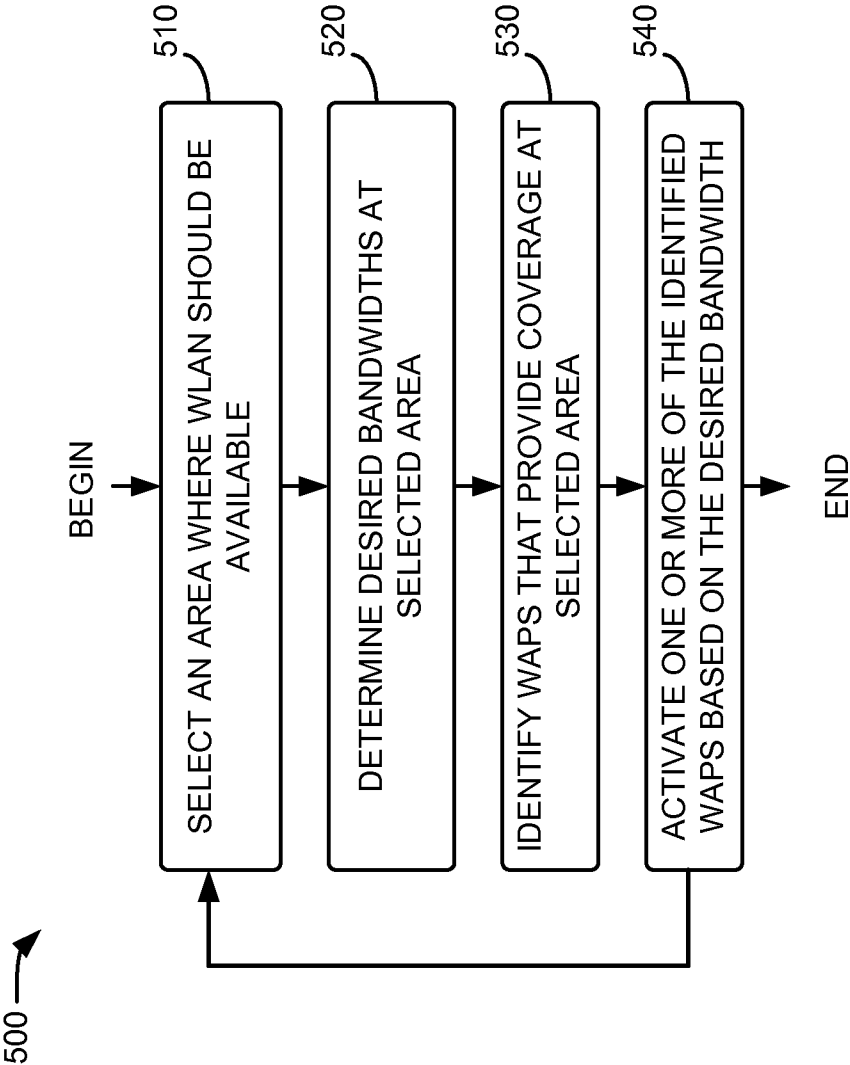 500
BEGIN
510
SELECT AN AREA WHERE WLAN SHOULD BE
AVAILABLE
520
DETERMINE DESIRED BANDWIDTHS AT
SELECTED AREA
530
IDENTIFY WAPS THAT PROVIDE COVERAGE AT
SELECTED AREA
540
ACTIVATE ONE OR MORE OF THE IDENTIFIED
WAPS BASED ON THE DESIRED BANDWIDTH
END